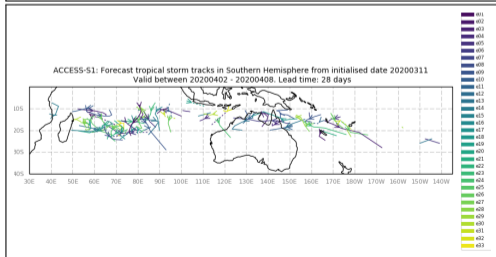 ACCESS-S1: Forecast tropical storm tracks in Southern Hemisphere from initialised date 20200311
Valid between 20200402 - 20200408. Lead time: 28 days
10S
20S
30S
40S
30E 40E 50E 60E 70E 80E 90E 100E 110E 120E 130E 140E 150E 160E 170E 180E 170W 160W 150W 140W
e01
e02
e03
e04
e05
e06
e07
e08
e09
e10
e11
e12
e13
e14
e15
e16
e17
e18
e19
e20
e21
e22
e23
e24
e25
e26
e27
e28
e29
e30
e31
e32
e33